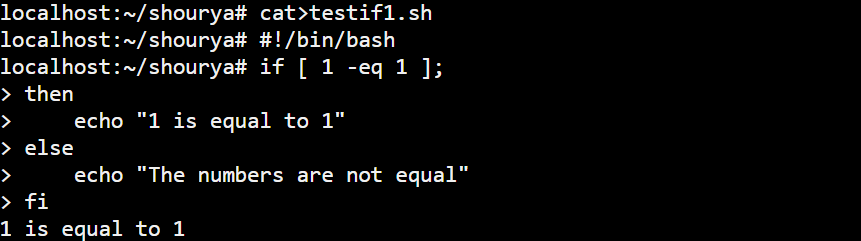 localhost:~/shourya# cat>testif1.sh
localhost:~/shourya# #!/bin/bash
localhost:~/shourya# if [ 1 -eq 1 ];
> then
>     echo "1 is equal to 1"
> else
>     echo "The numbers are not equal"
> fi
1 is equal to 1